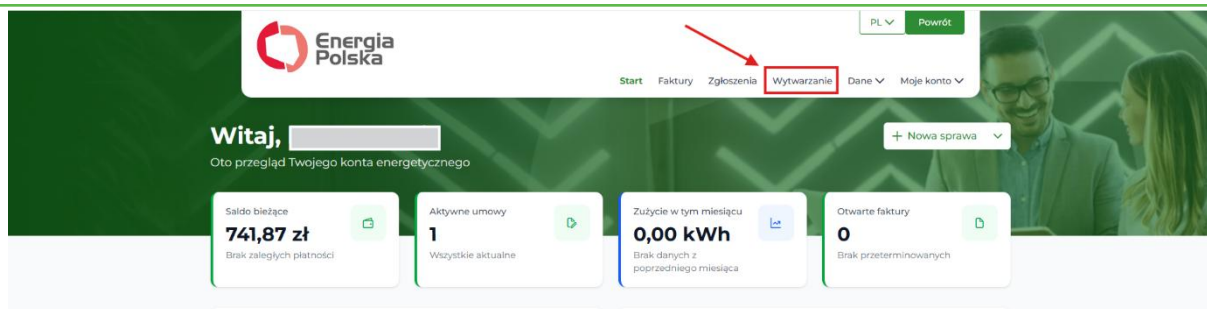 PL
Powrót
Energia
Polska
Start Faktury Zgłoszenia Wytwarzanie Dane Moje konto
Witaj,
+ Nowa sprawa
Oto przegląd Twojego konta energetycznego
Saldo bieżące
741,87 zł
Brak zaległych płatności
Aktywne umowy
1
Wszystkie aktualne
Zużycie w tym miesiącu
0,00 kWh
Brak danych z
poprzedniego miesiąca
Otwarte faktury
0
Brak przeterminowanych